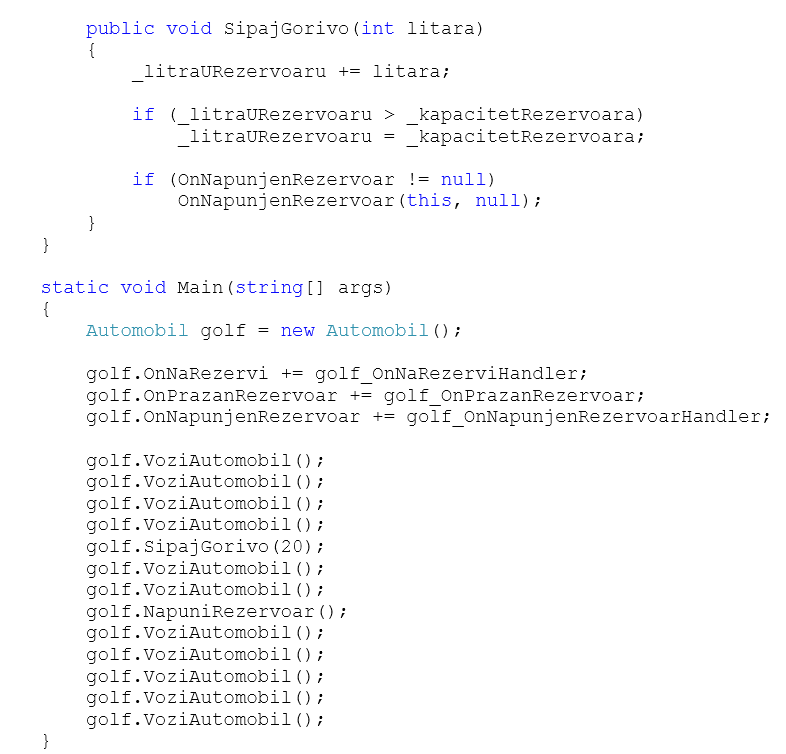 public void SipajGorivo(int litara)
{
_litraURezervoaru += litara;
if (_litraURezervoaru > _kapacitetRezervoara)
_litraURezervoaru = _kapacitetRezervoara;
if (OnNapunjenRezervoar != null)
OnNapunjenRezervoar(this, null);
}
}
static void Main(string[] args)
{
Automobil golf = new Automobil();
golf.OnNaRezervi += golf_OnNaRezerviHandler;
golf.OnPrazanRezervoar += golf_OnPrazanRezervoar;
golf.OnNapunjenRezervoar += golf_OnNapunjenRezervoarHandler;
golf.VoziAutomobil();
golf.VoziAutomobil();
golf.VoziAutomobil();
golf.VoziAutomobil();
golf.SipajGorivo(20);
golf.VoziAutomobil();
golf.VoziAutomobil();
golf.NapuniRezervoar();
golf.VoziAutomobil();
golf.VoziAutomobil();
golf.VoziAutomobil();
golf.VoziAutomobil();
golf.VoziAutomobil();
}